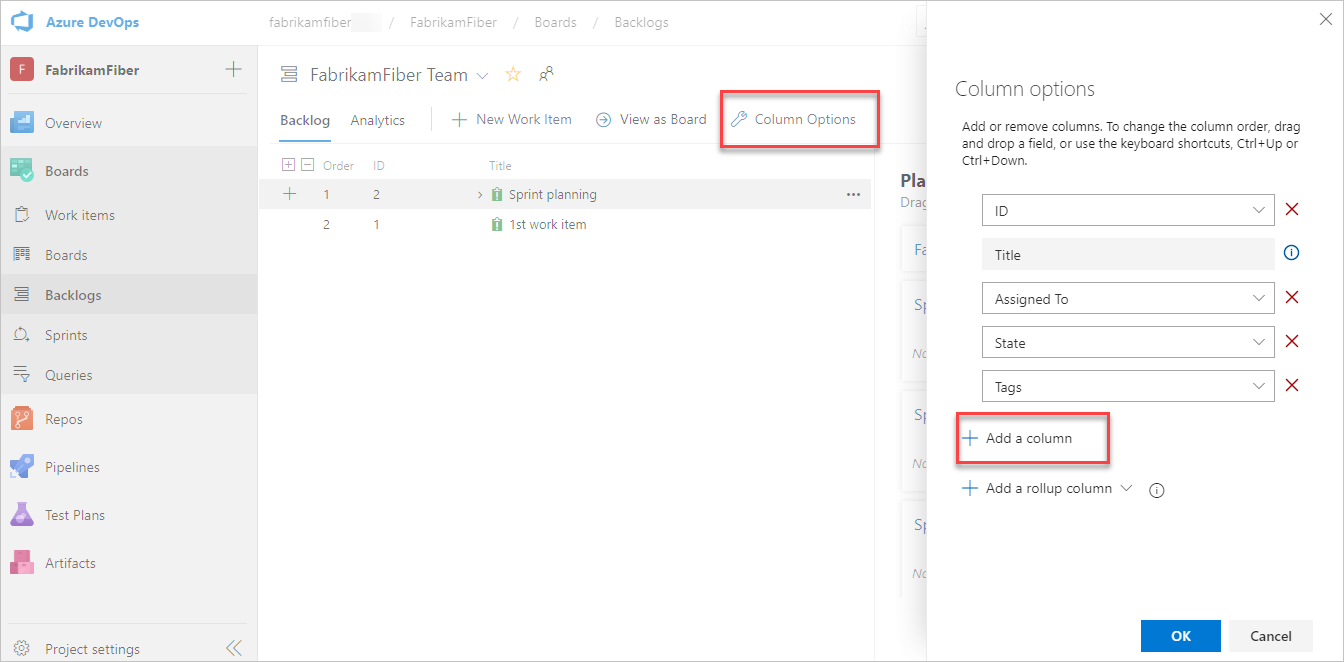 Azure DevOps
fabrikamfiber / FabrikamFiber / Boards / Backlogs
F FabrikamFiber
Overview
Boards
Work items
Boards
Backlogs
Sprints
Queries
Repos
Pipelines
Test Plans
Artifacts
Project settings
FabrikamFiber Team
Backlog Analytics New Work Item View as Board Column Options
Order ID Title
1 2 Sprint planning
2 1 1st work item
Pla
Drag
Fa
Sp
No
Sp
No
Sp
No
Column options
Add or remove columns. To change the column order, drag
and drop a field, or use the keyboard shortcuts, Ctrl+Up or
Ctrl+Down.
ID
Title
Assigned To
State
Tags
Add a column
Add a rollup column
OK Cancel